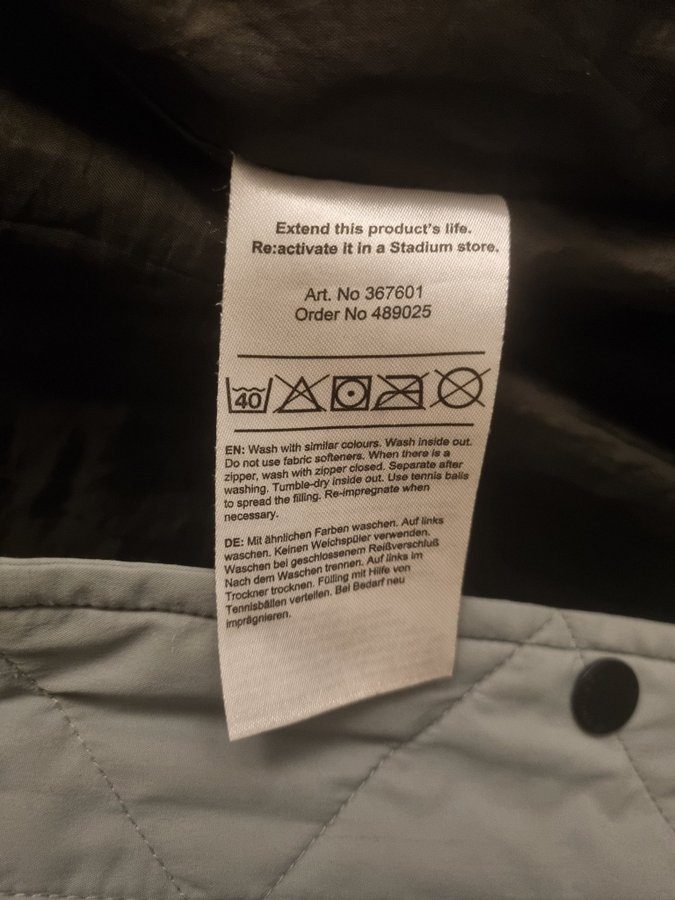 Extend this product's life.
Re:activate it in a Stadium store.
Art. No 367601
Order No 489025
40
EN: Wash with similar colours. Wash inside out.
Do not use fabric softeners. When there is a
zipper, wash with zipper closed. Separate after
washing. Tumble-dry inside out. Use tennis balls
to spread the filling. Re-impregnate when
necessary.
DE: Mit ähnlichen Farben waschen. Auf links
waschen. Keinen Weichspüler verwenden.
Waschen bei geschlossenem Reißverschluß
Nach dem Waschen trennen. Auf links im
Trockner trocknen. Fülling mit Hilfe von
Tennisbällen verteilen. Bei Bedarf neu
imprägnieren.